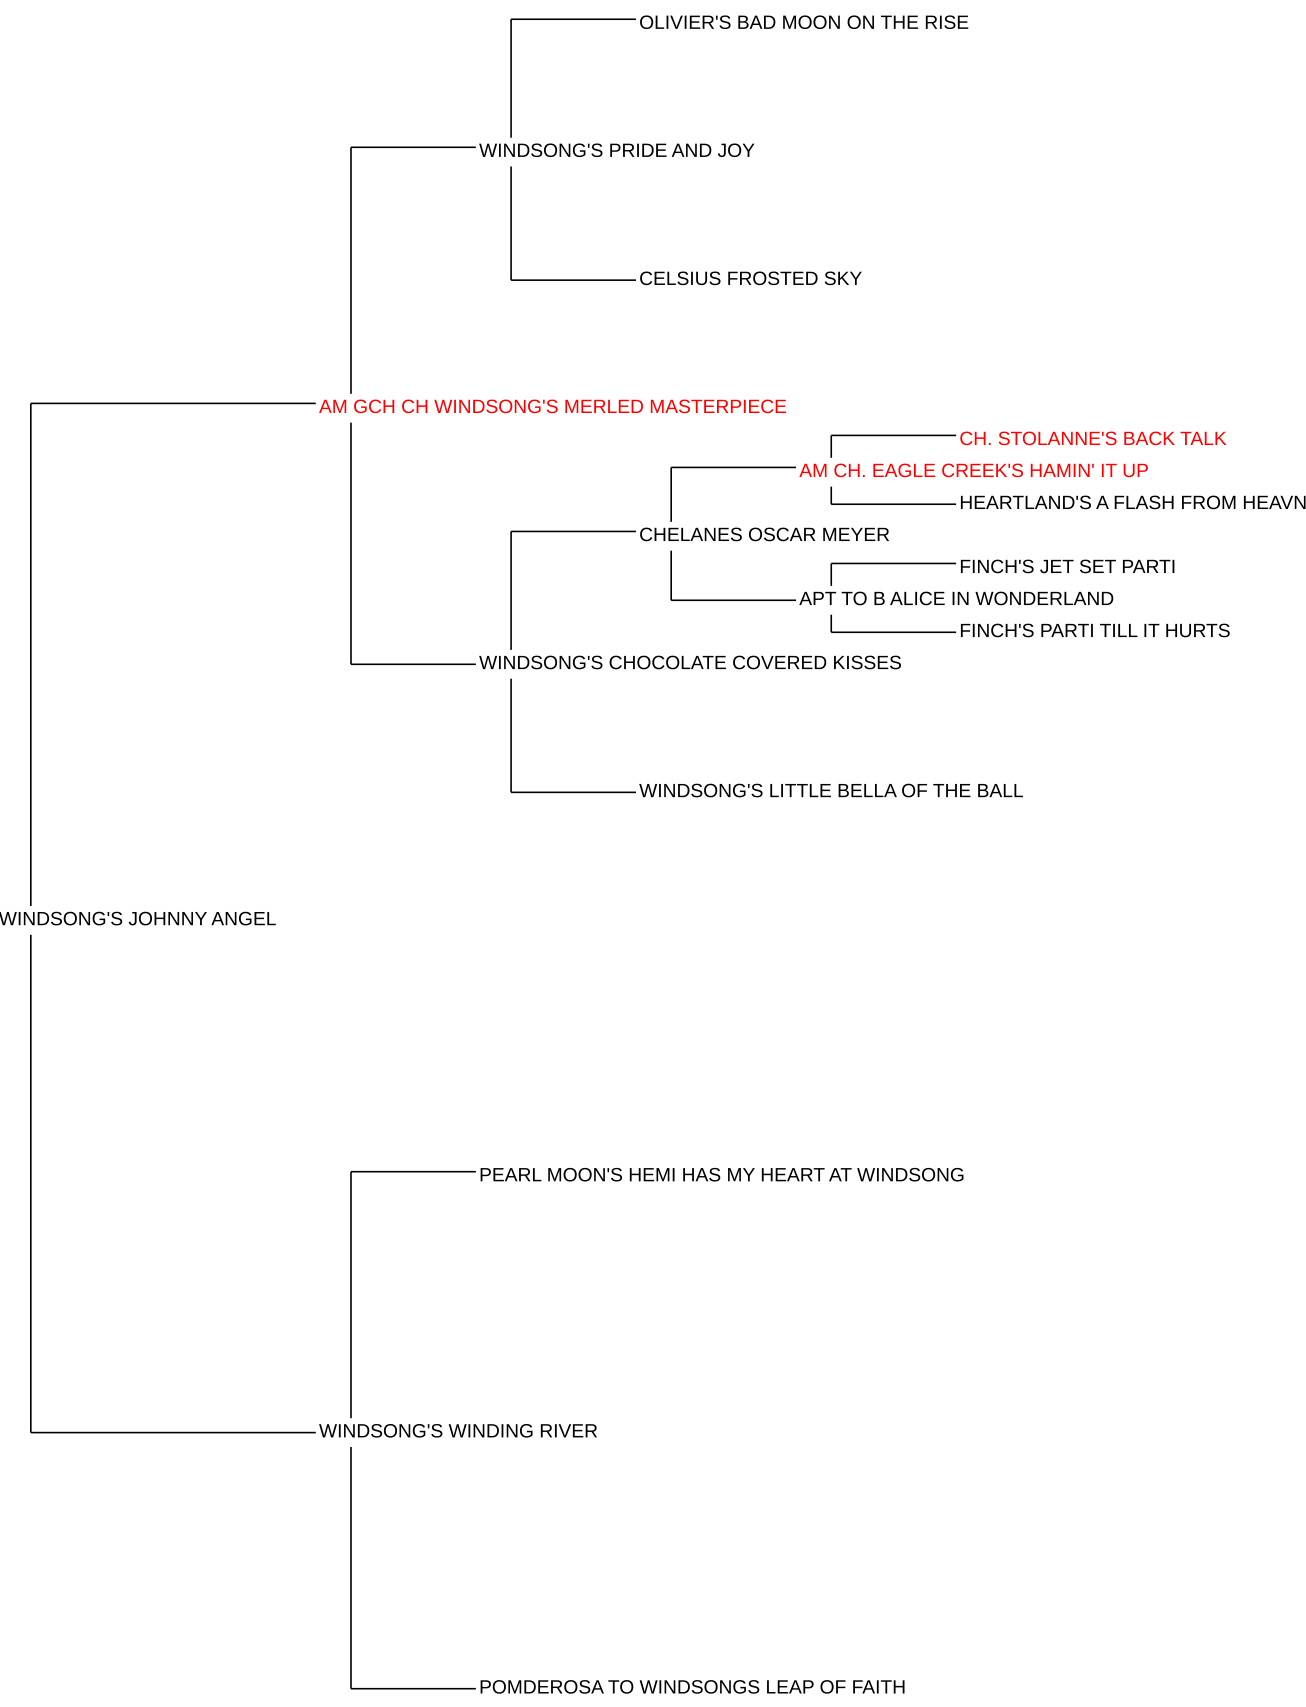 OLIVIER'S BAD MOON ON THE RISE
WINDSONG'S PRIDE AND JOY
CELSIUS FROSTED SKY
AM GCH CH WINDSONG'S MERLED MASTERPIECE
CH. STOLANNE'S BACK TALK
AM CH. EAGLE CREEK'S HAMIN' IT UP
HEARTLAND'S A FLASH FROM HEAVN
CHELANES OSCAR MEYER
FINCH'S JET SET PARTI
APT TO B ALICE IN WONDERLAND
FINCH'S PARTI TILL IT HURTS
WINDSONG'S CHOCOLATE COVERED KISSES
WINDSONG'S LITTLE BELLA OF THE BALL
WINDSONG'S JOHNNY ANGEL
PEARL MOON'S HEMI HAS MY HEART AT WINDSONG
WINDSONG'S WINDING RIVER
POMDEROSA TO WINDSONGS LEAP OF FAITH